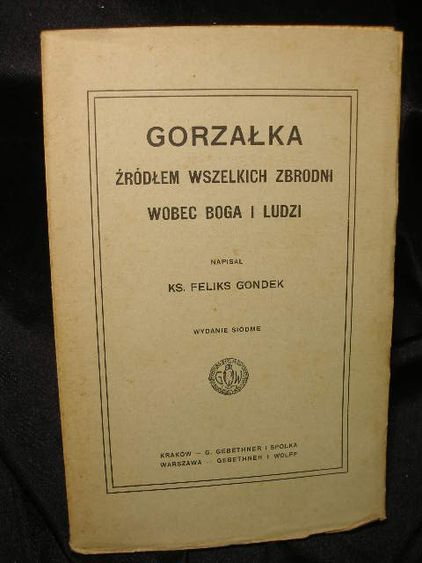 GORZAŁKA
ŹRÓDŁEM WSZELKICH ZBRODNI
WOBEC BOGA I LUDZI
NAPISAŁ
KS. FELIKS GONDEK
WYDANIE SIÓDME
G W
KRAKÓW — G. GEBETHNER I SPÓŁKA
WARSZAWA — GEBETHNER I WOLFF